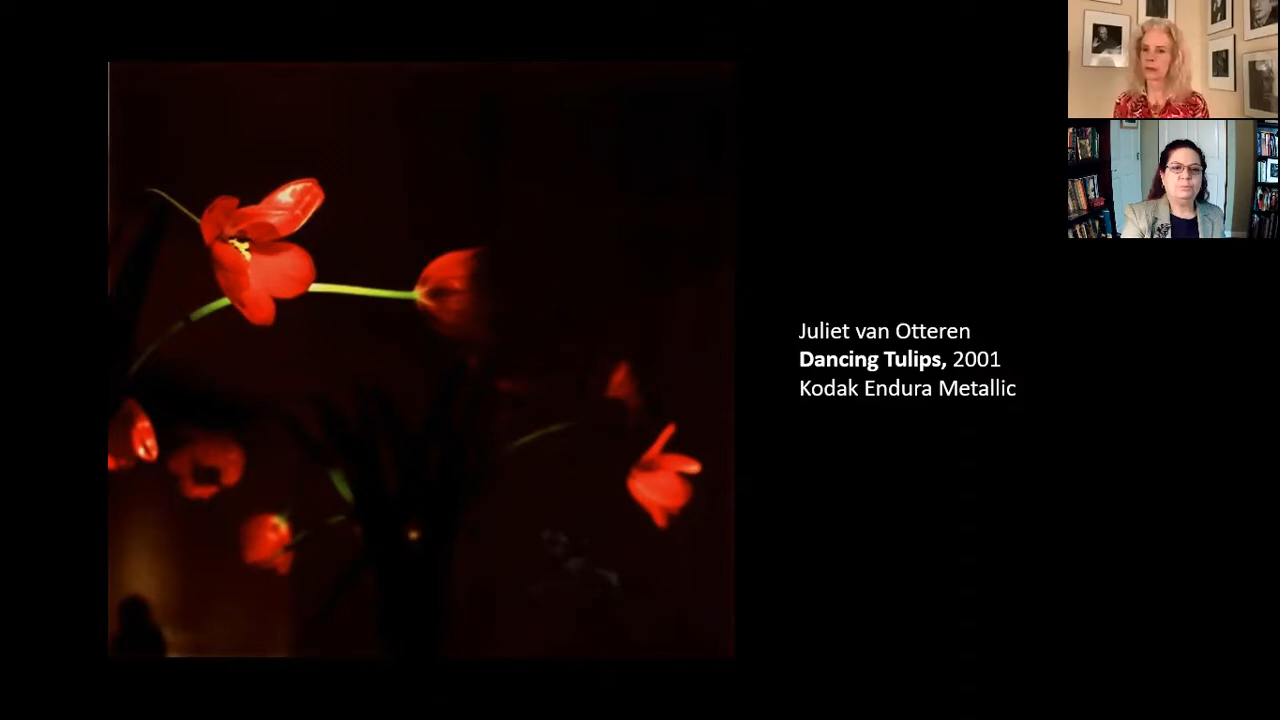 Juliet van Otteren
Dancing Tulips, 2001
Kodak Endura Metallic